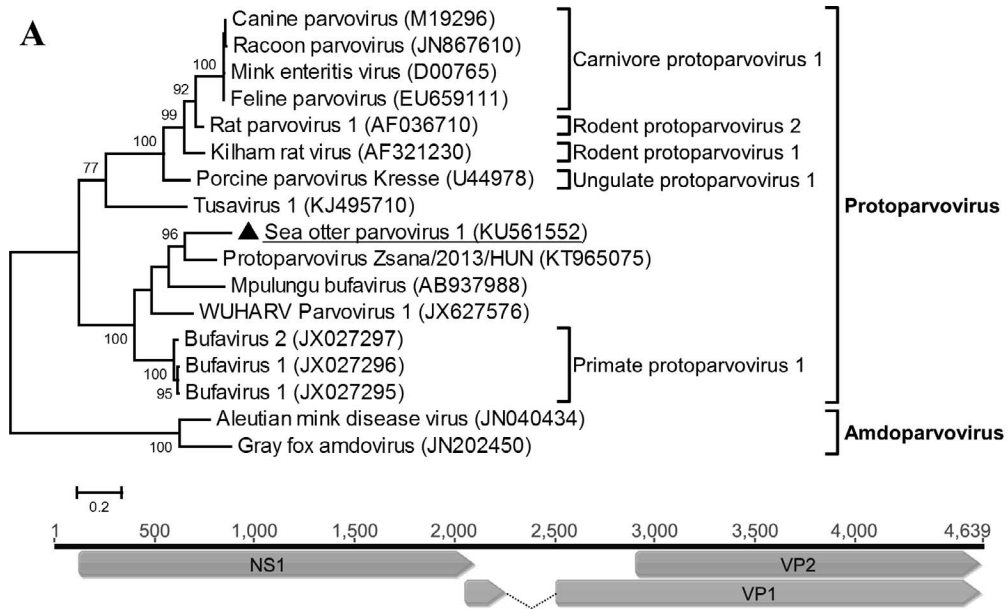 A
Canine parvovirus (M19296)
Racoon parvovirus (JN867610)
Mink enteritis virus (D00765)
Feline parvovirus (EU659111)
Rat parvovirus 1 (AF036710)
Kilham rat virus (AF321230)
Porcine parvovirus Kresse (U44978)
Tusavirus 1 (KJ495710)
▲ Sea otter parvovirus 1 (KU561552)
Protoparvovirus Zsana/2013/HUN (KT965075)
Mpulungu bufavirus (AB937988)
WUHARV Parvovirus 1 (JX627576)
Bufavirus 2 (JX027297)
Bufavirus 1 (JX027296)
Bufavirus 1 (JX027295)
Aleutian mink disease virus (JN040434)
Gray fox amdovirus (JN202450)
Carnivore protoparvovirus 1
Rodent protoparvovirus 2
Rodent protoparvovirus 1
Ungulate protoparvovirus 1
Primate protoparvovirus 1
Protoparvovirus
Amdoparvovirus
100
92
99
100
77
96
100
100
95
100
0.2
1 500 1,000 1,500 2,000 2,500 3,000 3,500 4,000 4,639
NS1 VP2
VP1